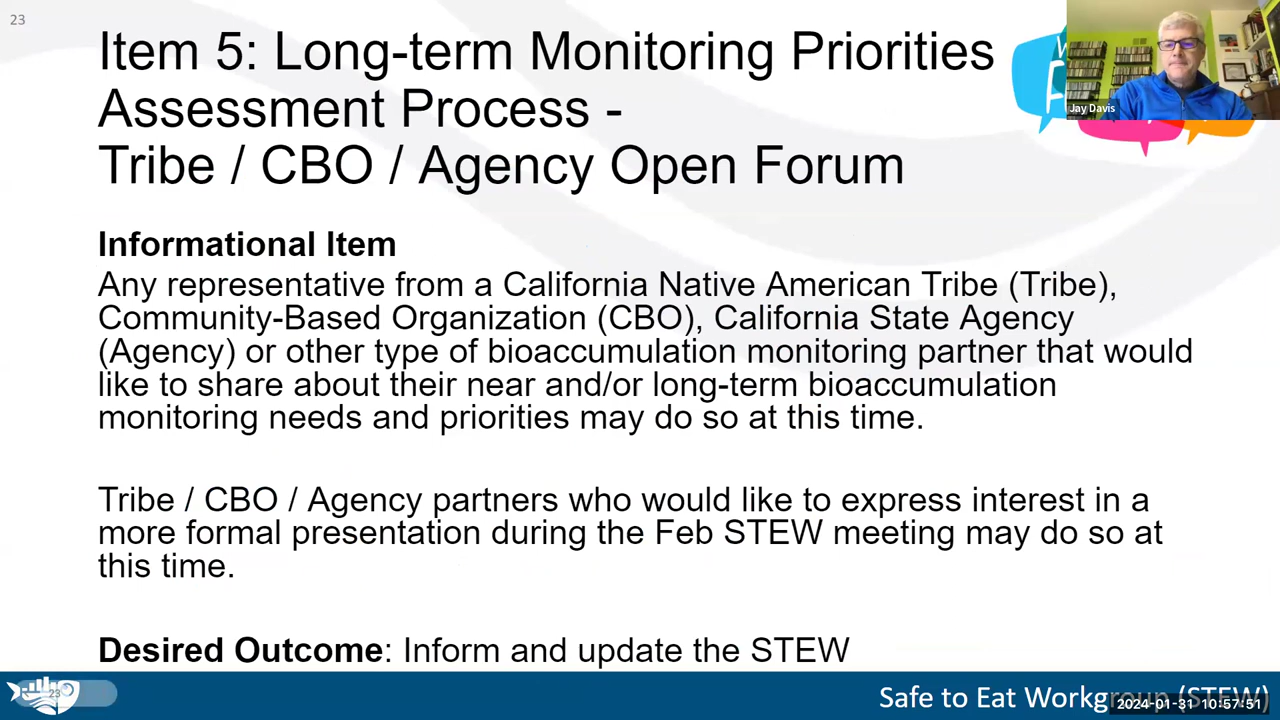 23
Item 5: Long-term Monitoring Priorities
Assessment Process -
Tribe / CBO / Agency Open Forum
Jay Davis
Informational Item
Any representative from a California Native American Tribe (Tribe),
Community-Based Organization (CBO), California State Agency
(Agency) or other type of bioaccumulation monitoring partner that would
like to share about their near and/or long-term bioaccumulation
monitoring needs and priorities may do so at this time.
Tribe / CBO / Agency partners who would like to express interest in a
more formal presentation during the Feb STEW meeting may do so at
this time.
Desired Outcome: Inform and update the STEW
23
Safe to Eat Workgroup (STEW)
2024-01-31 10:57:51